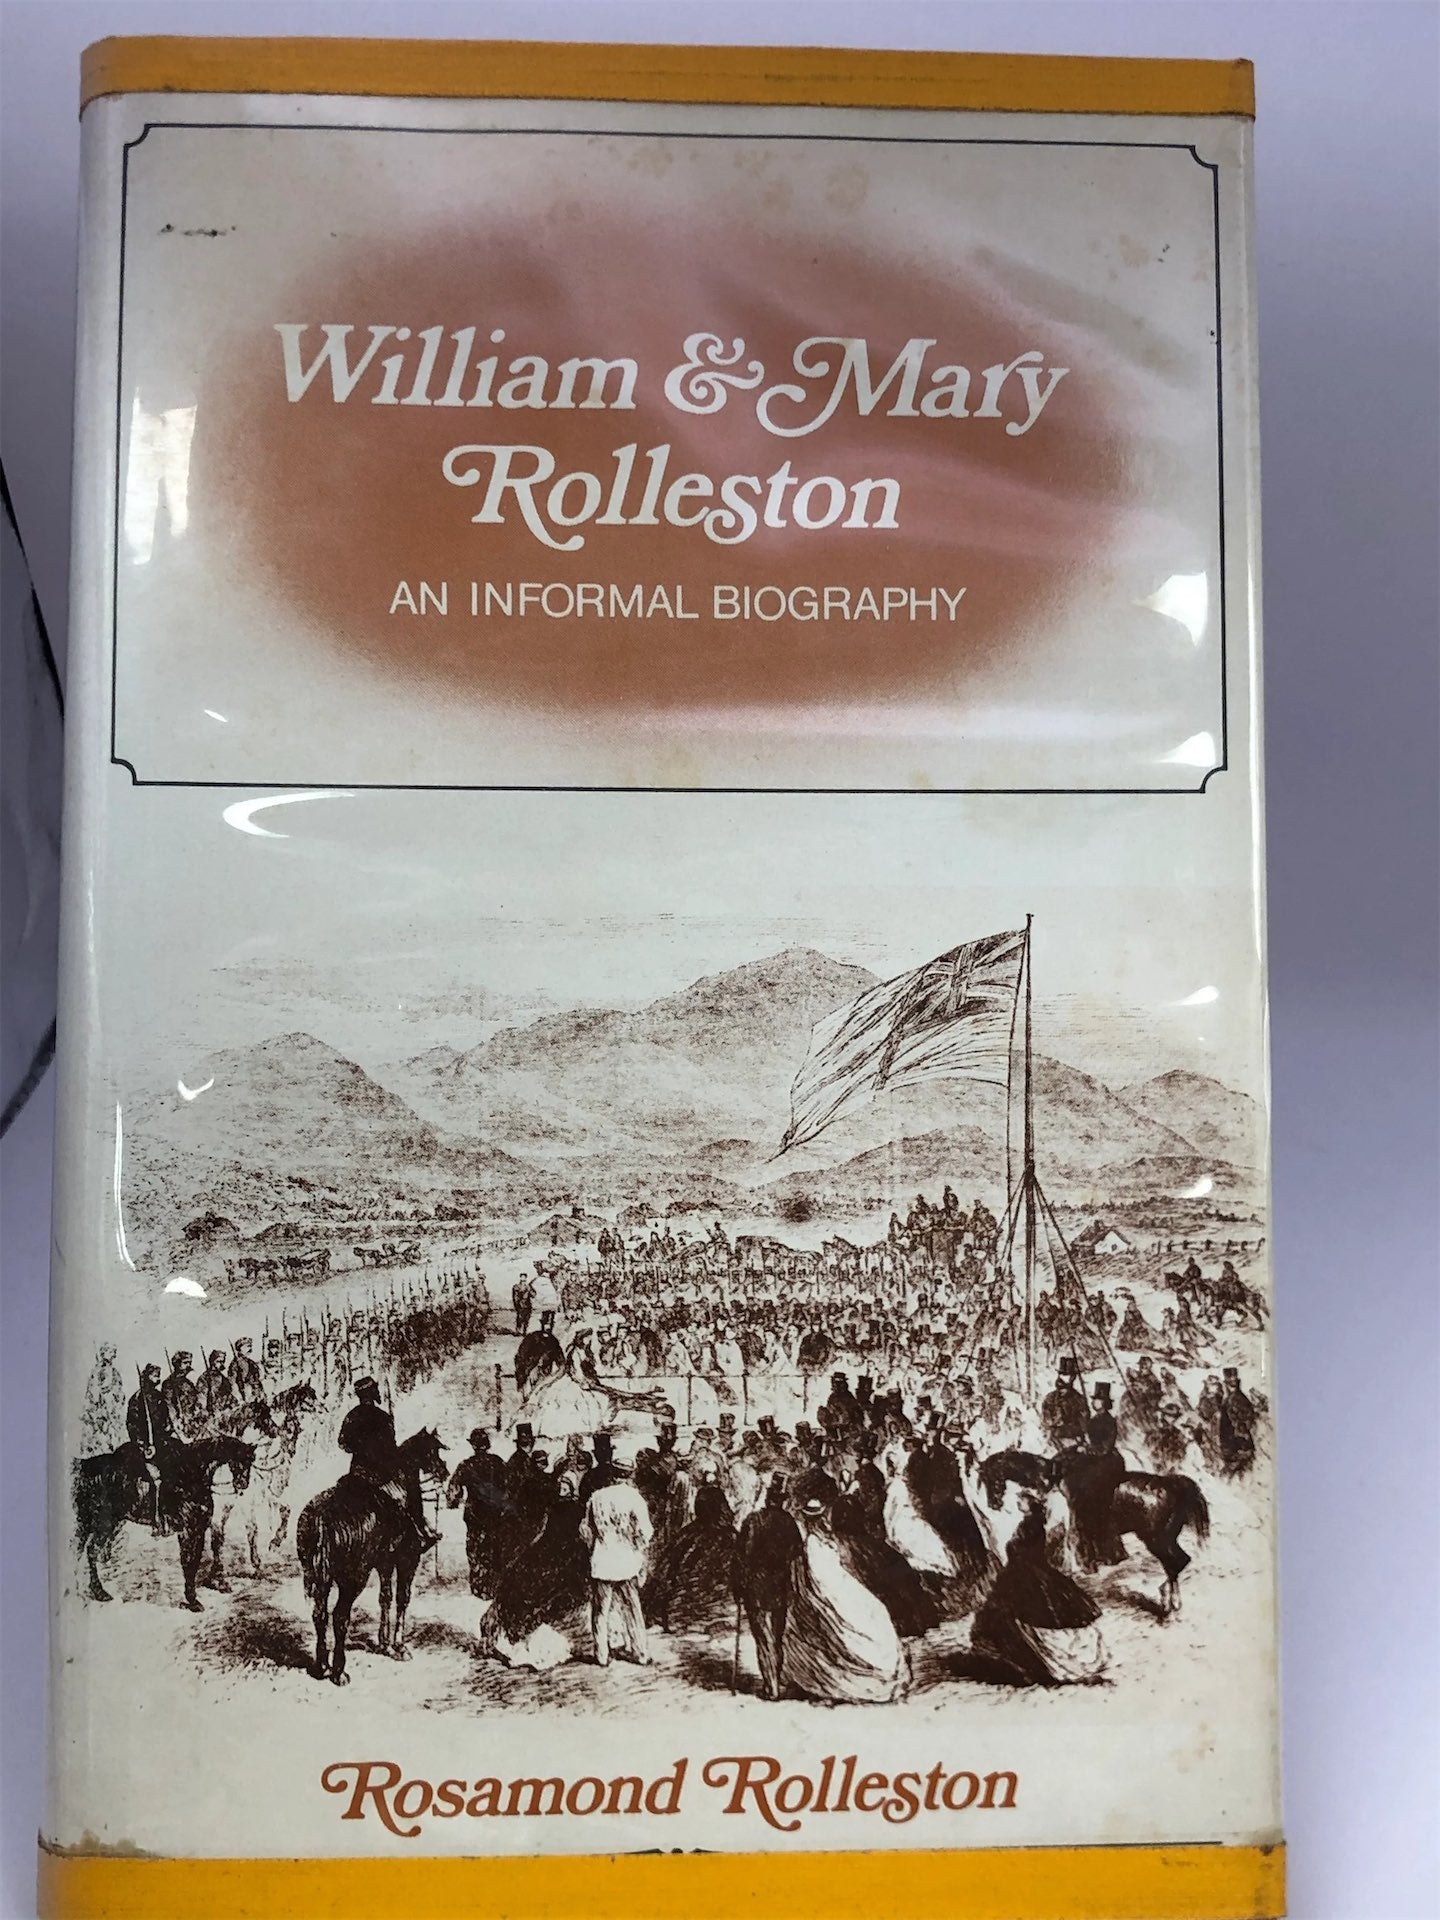 William & Mary
Rolleston
AN INFORMAL BIOGRAPHY
Rosamond Rolleston